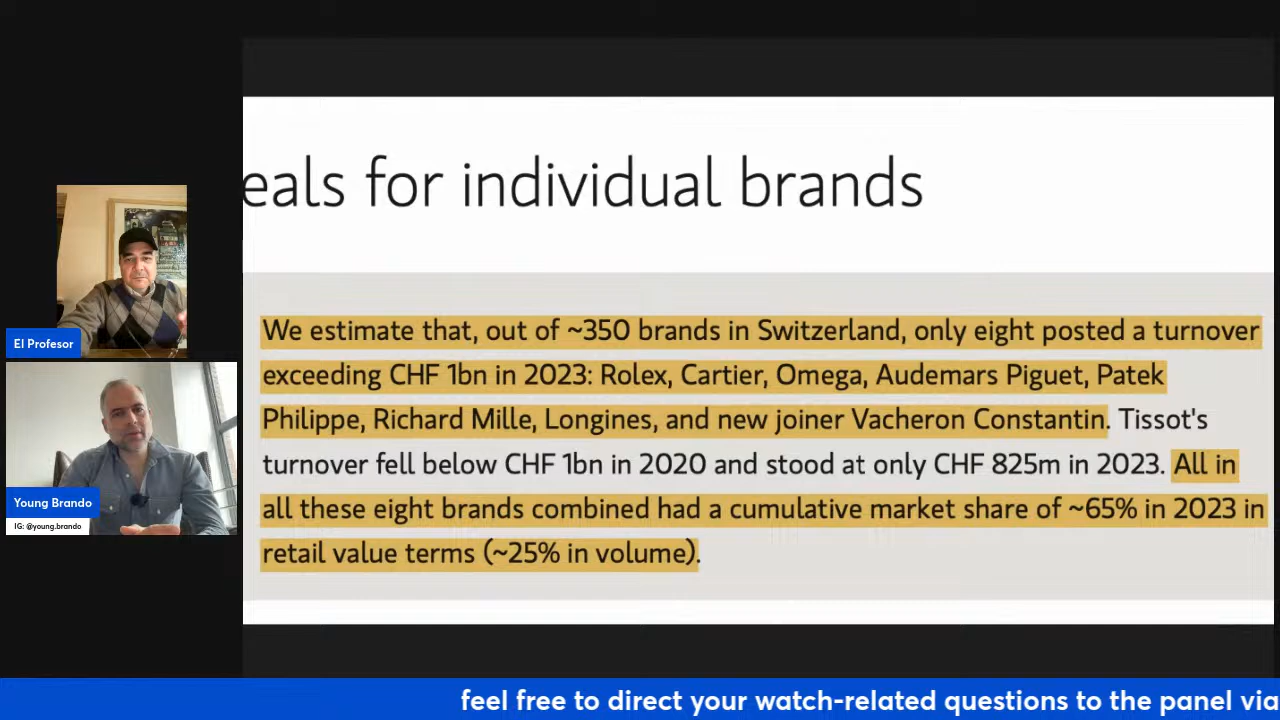 eals for individual brands
We estimate that, out of ~350 brands in Switzerland, only eight posted a turnover
exceeding CHF 1bn in 2023: Rolex, Cartier, Omega, Audemars Piguet, Patek
Philippe, Richard Mille, Longines, and new joiner Vacheron Constantin. Tissot's
turnover fell below CHF 1bn in 2020 and stood at only CHF 825m in 2023. All in
all these eight brands combined had a cumulative market share of ~65% in 2023 in
retail value terms (~25% in volume).
El Profesor
Young Brando
IG: @young.brando
feel free to direct your watch-related questions to the panel via